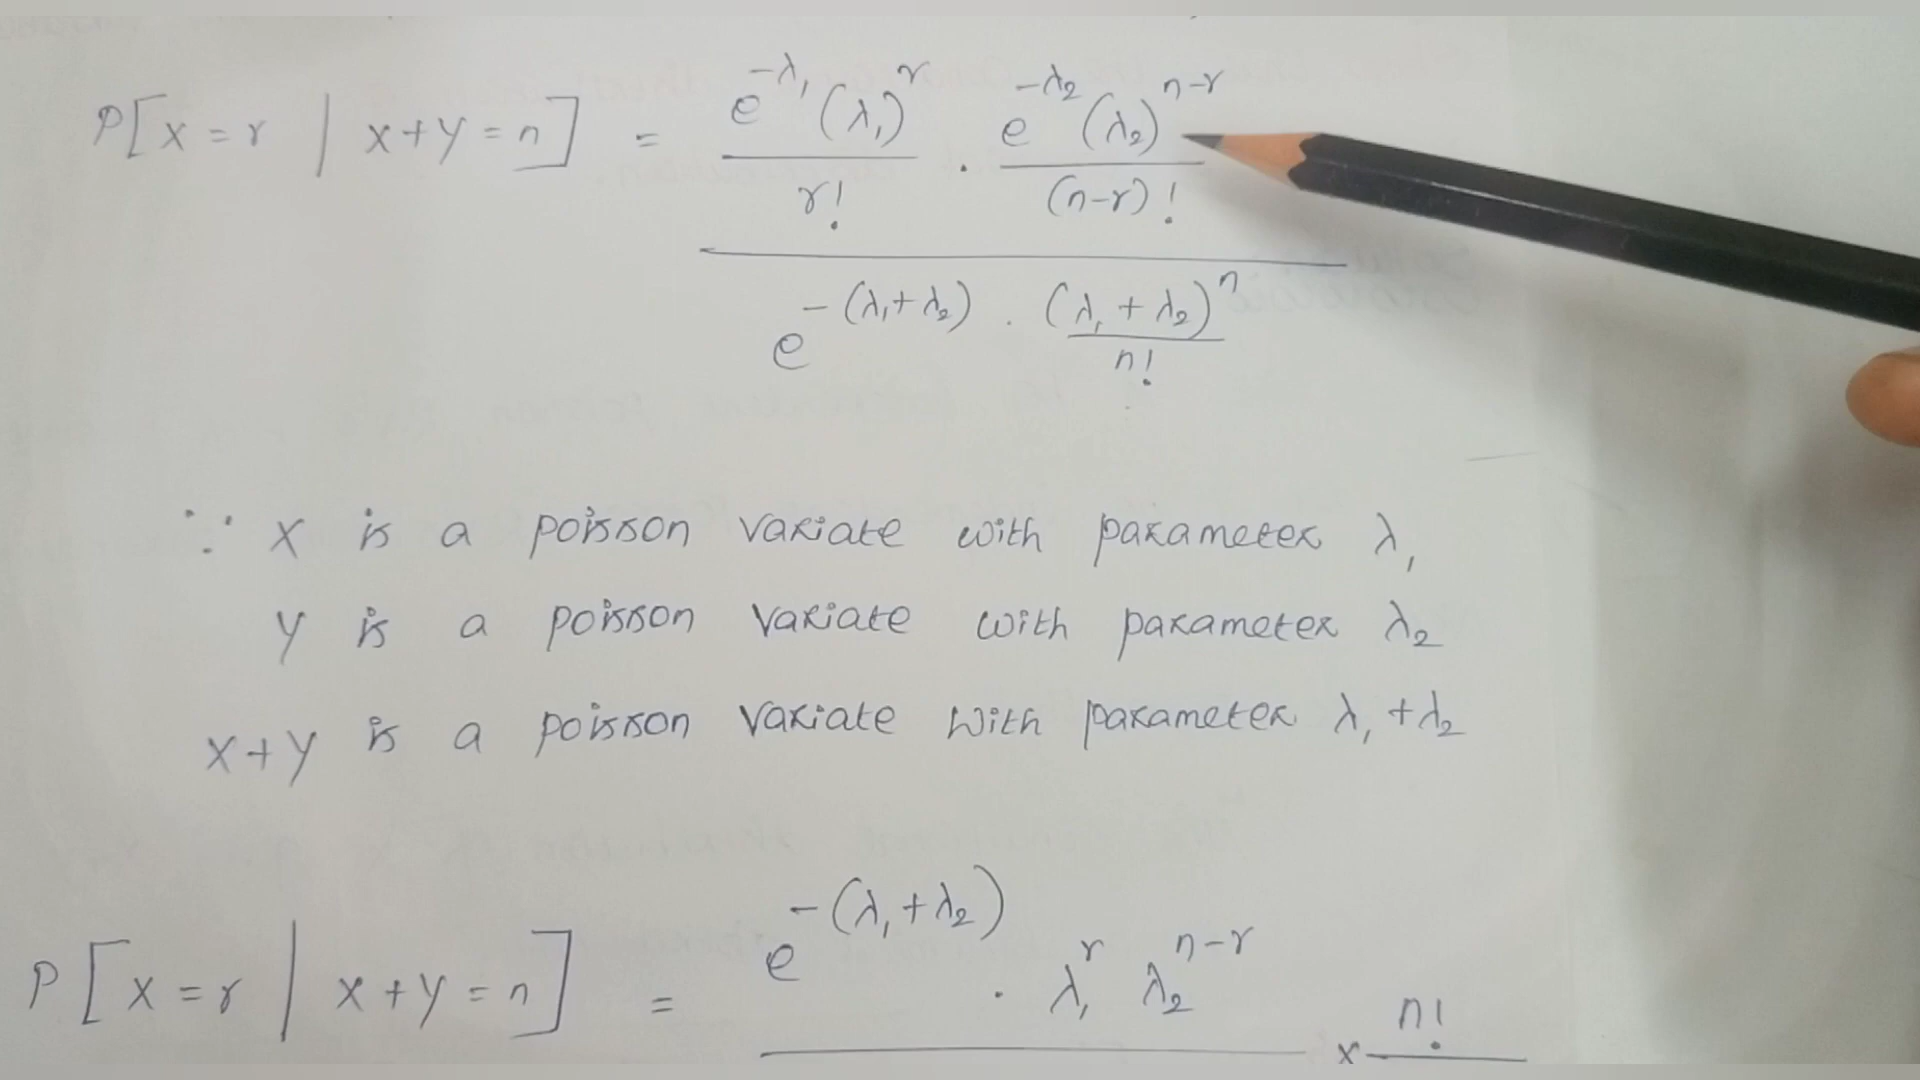 P[X=r | X+Y=n] = e^{-λ₁}(λ₁)^r / r! · e^{-λ₂}(λ₂)^{n-r} / (n-r)!
e^{-(λ₁+λ₂)} · (λ₁+λ₂)^n / n!
∵ X is a poisson variate with parameter λ₁
Y is a poisson variate with parameter λ₂
X+Y is a poisson variate with parameter λ₁+λ₂
P[X=r | X+Y=n] = e^{-(λ₁+λ₂)} · λ₁^r λ₂^{n-r} × n!